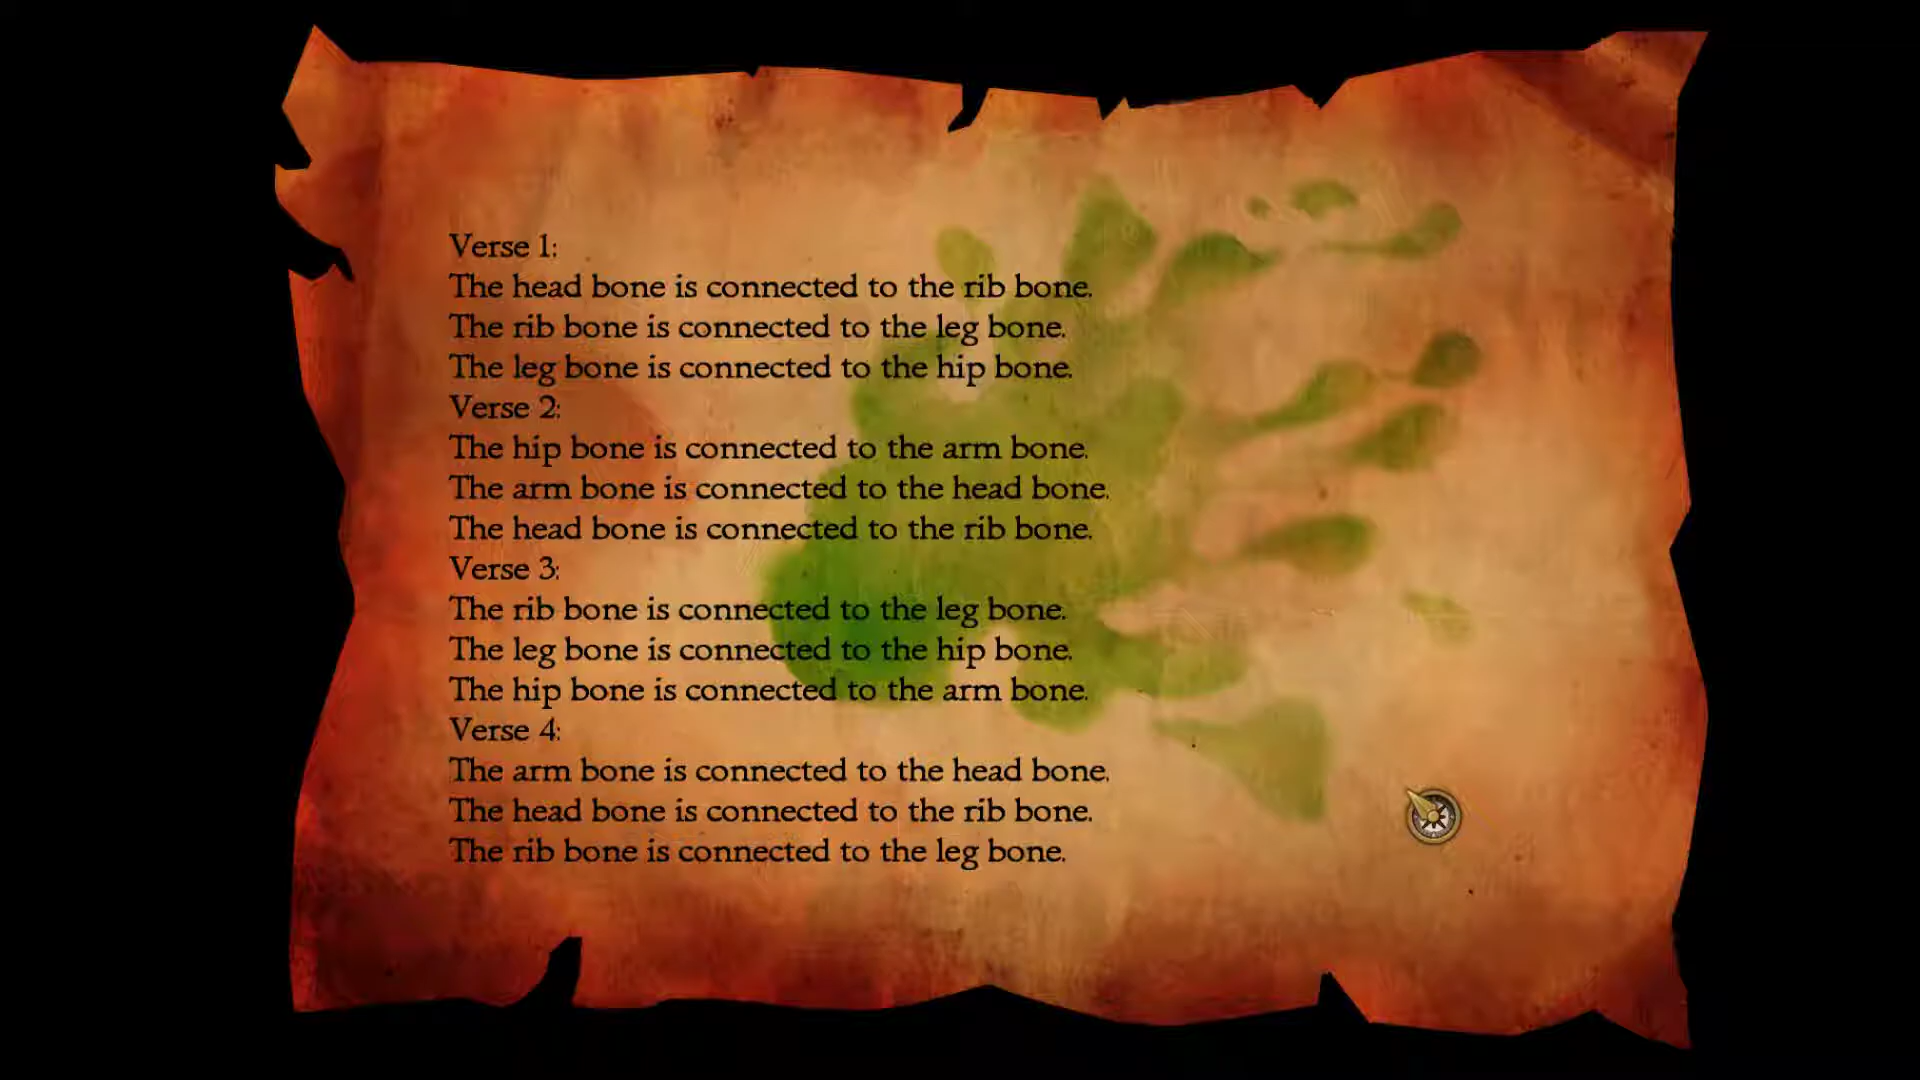 Verse 1:
The head bone is connected to the rib bone.
The rib bone is connected to the leg bone.
The leg bone is connected to the hip bone.
Verse 2:
The hip bone is connected to the arm bone.
The arm bone is connected to the head bone.
The head bone is connected to the rib bone.
Verse 3:
The rib bone is connected to the leg bone.
The leg bone is connected to the hip bone.
The hip bone is connected to the arm bone.
Verse 4:
The arm bone is connected to the head bone.
The head bone is connected to the rib bone.
The rib bone is connected to the leg bone.